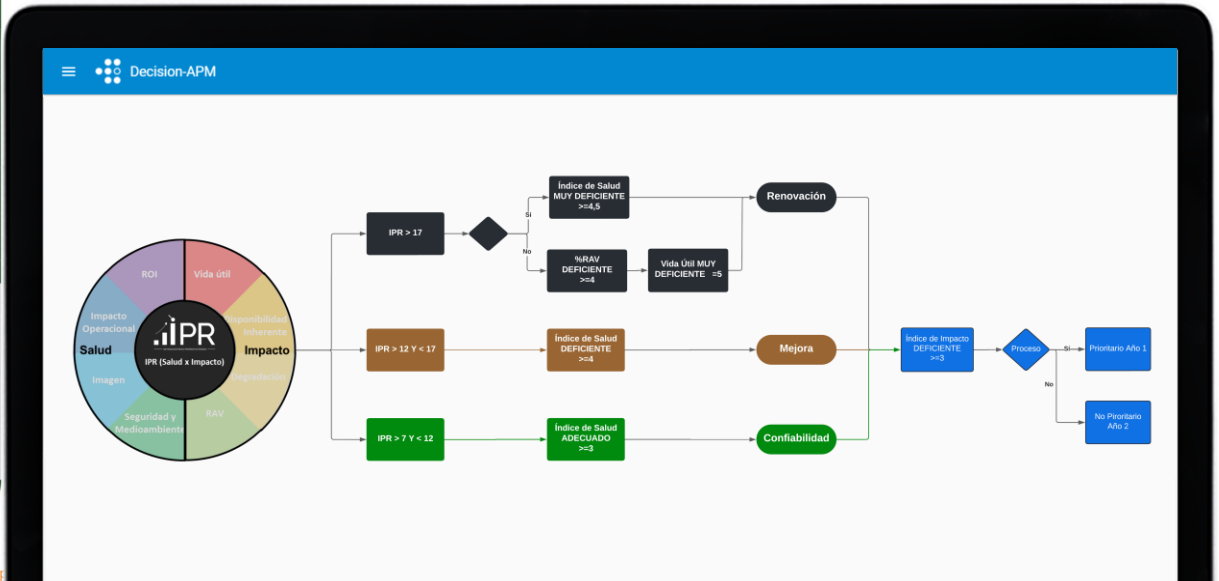 Decision-APM
ROI
Vida útil
Impacto
Operacional
Disponibilidad
Inherente
Salud
Impacto
IPR
IPR (Salud x Impacto)
Imagen
Degradación
Seguridad y
Medioambiente
RAV
IPR > 17
Si
No
Índice de Salud
MUY DEFICIENTE
>=4,5
%RAV
DEFICIENTE
>=4
Vida Útil MUY
DEFICIENTE =5
Renovación
IPR > 12 Y < 17
Índice de Salud
DEFICIENTE
>=4
Mejora
IPR > 7 Y < 12
Índice de Salud
ADECUADO
>=3
Confiabilidad
Índice de Impacto
DEFICIENTE
>=3
Proceso
Si
No
Prioritario Año 1
No Piroritario
Año 2